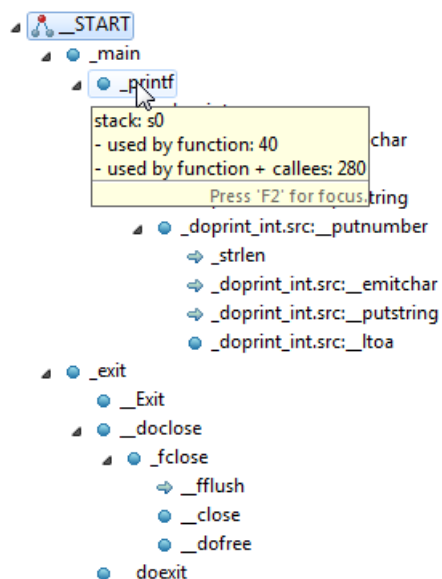 __START
_main
_printf
stack: s0
- used by function: 40
char
- used by function + callees: 280
Press 'F2' for focus.
tring
_doprint_int.src:__putnumber
_strlen
_doprint_int.src:__emitchar
_doprint_int.src:__putstring
_doprint_int.src:__ltoa
_exit
__Exit
__doclose
_fclose
__fflush
__close
__dofree
__doexit